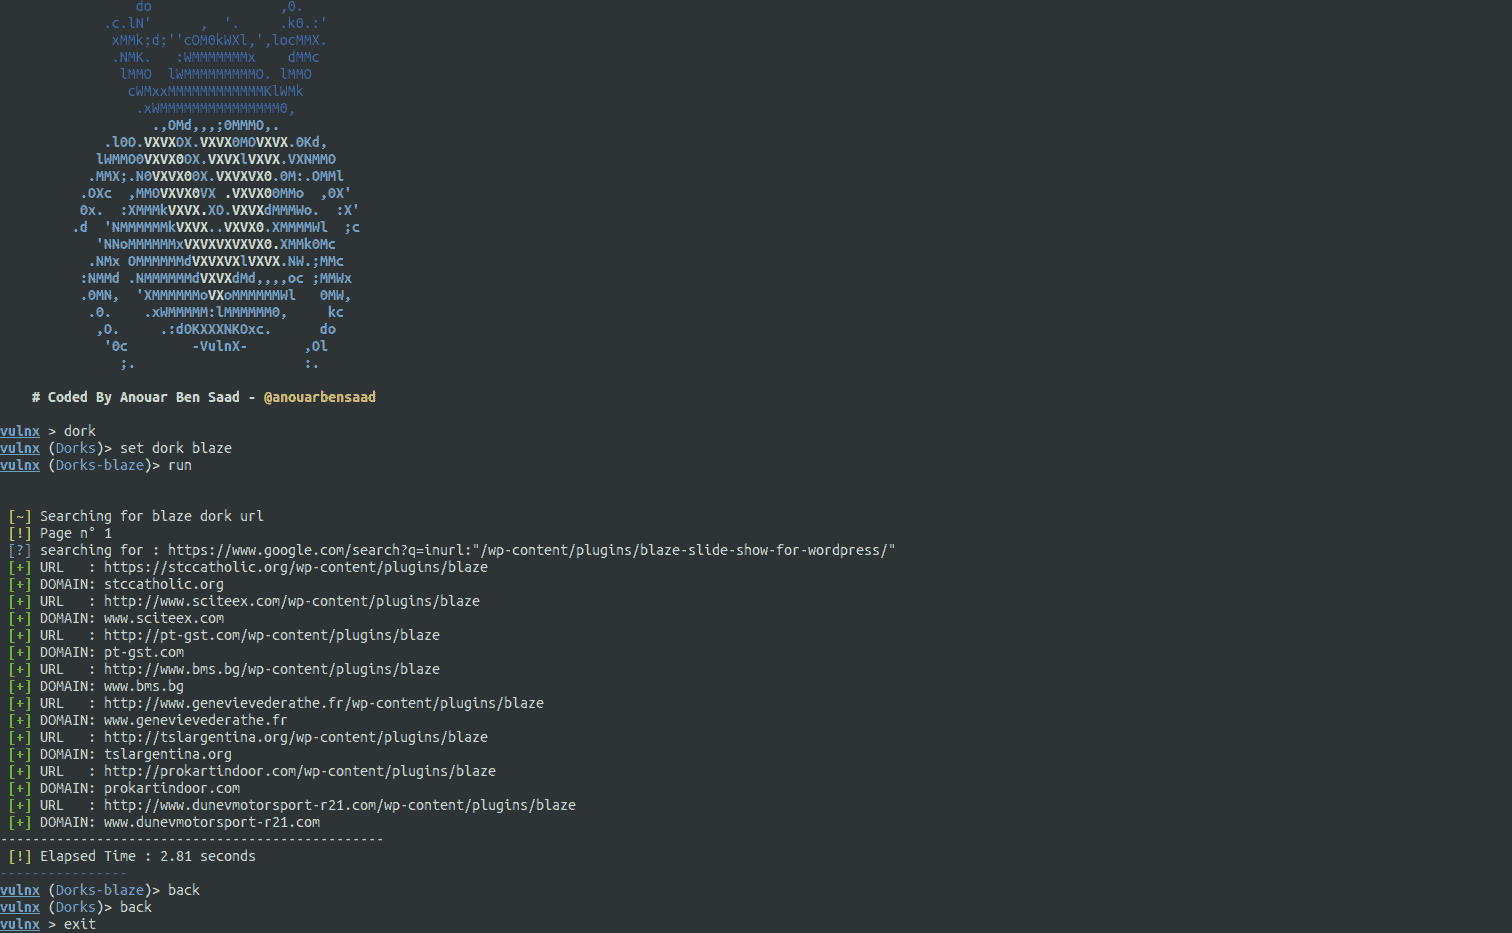 do                ,0.
.c.lN'      ,  '.     .k0.:'
xMMk;d;''cOM0kWXl,',locMMX.
.NMK.   :WMMMMMMMx    dMMc
lMMO  lWMMMMMMMMMO. lMMO
cWMxxMMMMMMMMMMMMKlWMk
.xWMMMMMMMMMMMMMMM0,
.,OMd,,,;0MMMO,.
.l0O.VXVXOX.VXVX0MOVXVX.0Kd,
lWMMO0VXVX0OX.VXVXlVXVX.VXNMMO
.MMX;.N0VXVX00X.VXVXVX0.0M:.OMMl
.OXc  ,MMOVXVX0VX .VXVX00MMo  ,0X'
0x.  :XMMMkVXVX.XO.VXVXdMMMWo.  :X'
.d  'NMMMMMMkVXVX..VXVX0.XMMMMWl  ;c
'NNoMMMMMMxVXVXVXVXVX0.XMMk0Mc
.NMx OMMMMMMdVXVXVXlVXVX.NW.;MMc
:NMMd .NMMMMMMdVXVXdMd,,,,oc ;MMWx
.0MN,  'XMMMMMMoVXoMMMMMMWl   0MW,
.0.    .xWMMMMM:lMMMMMM0,     kc
,O.     .:dOKXXXNKOxc.      do
'0c        -VulnX-       ,Ol
;.                      :.
# Coded By Anouar Ben Saad - @anouarbensaad
vulnx > dork
vulnx (Dorks)> set dork blaze
vulnx (Dorks-blaze)> run
[~] Searching for blaze dork url
[!] Page n° 1
[?] searching for : https://www.google.com/search?q=inurl:"/wp-content/plugins/blaze-slide-show-for-wordpress/"
[+] URL   : https://stccatholic.org/wp-content/plugins/blaze
[+] DOMAIN: stccatholic.org
[+] URL   : http://www.sciteex.com/wp-content/plugins/blaze
[+] DOMAIN: www.sciteex.com
[+] URL   : http://pt-gst.com/wp-content/plugins/blaze
[+] DOMAIN: pt-gst.com
[+] URL   : http://www.bms.bg/wp-content/plugins/blaze
[+] DOMAIN: www.bms.bg
[+] URL   : http://www.genevievederathe.fr/wp-content/plugins/blaze
[+] DOMAIN: www.genevievederathe.fr
[+] URL   : http://tslargentina.org/wp-content/plugins/blaze
[+] DOMAIN: tslargentina.org
[+] URL   : http://prokartindoor.com/wp-content/plugins/blaze
[+] DOMAIN: prokartindoor.com
[+] URL   : http://www.dunevmotorsport-r21.com/wp-content/plugins/blaze
[+] DOMAIN: www.dunevmotorsport-r21.com
------------------------------------------------
[!] Elapsed Time : 2.81 seconds
----------------
vulnx (Dorks-blaze)> back
vulnx (Dorks)> back
vulnx > exit